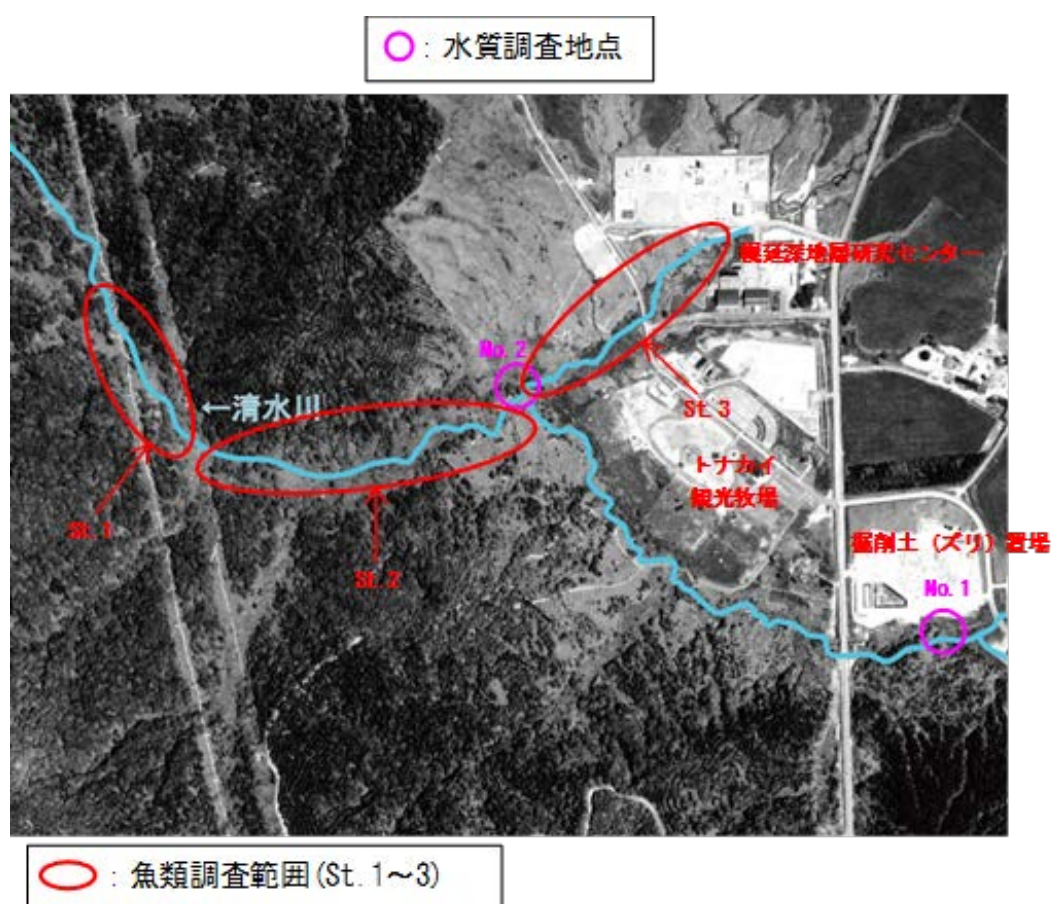 ○：水質調査地点
幌延深地層研究センター
No.2
←清水川
St.3
トナカイ
観光牧場
St.1
掘削土（ズリ）置場
St.2
No.1
○：魚類調査範囲(St.1～3)